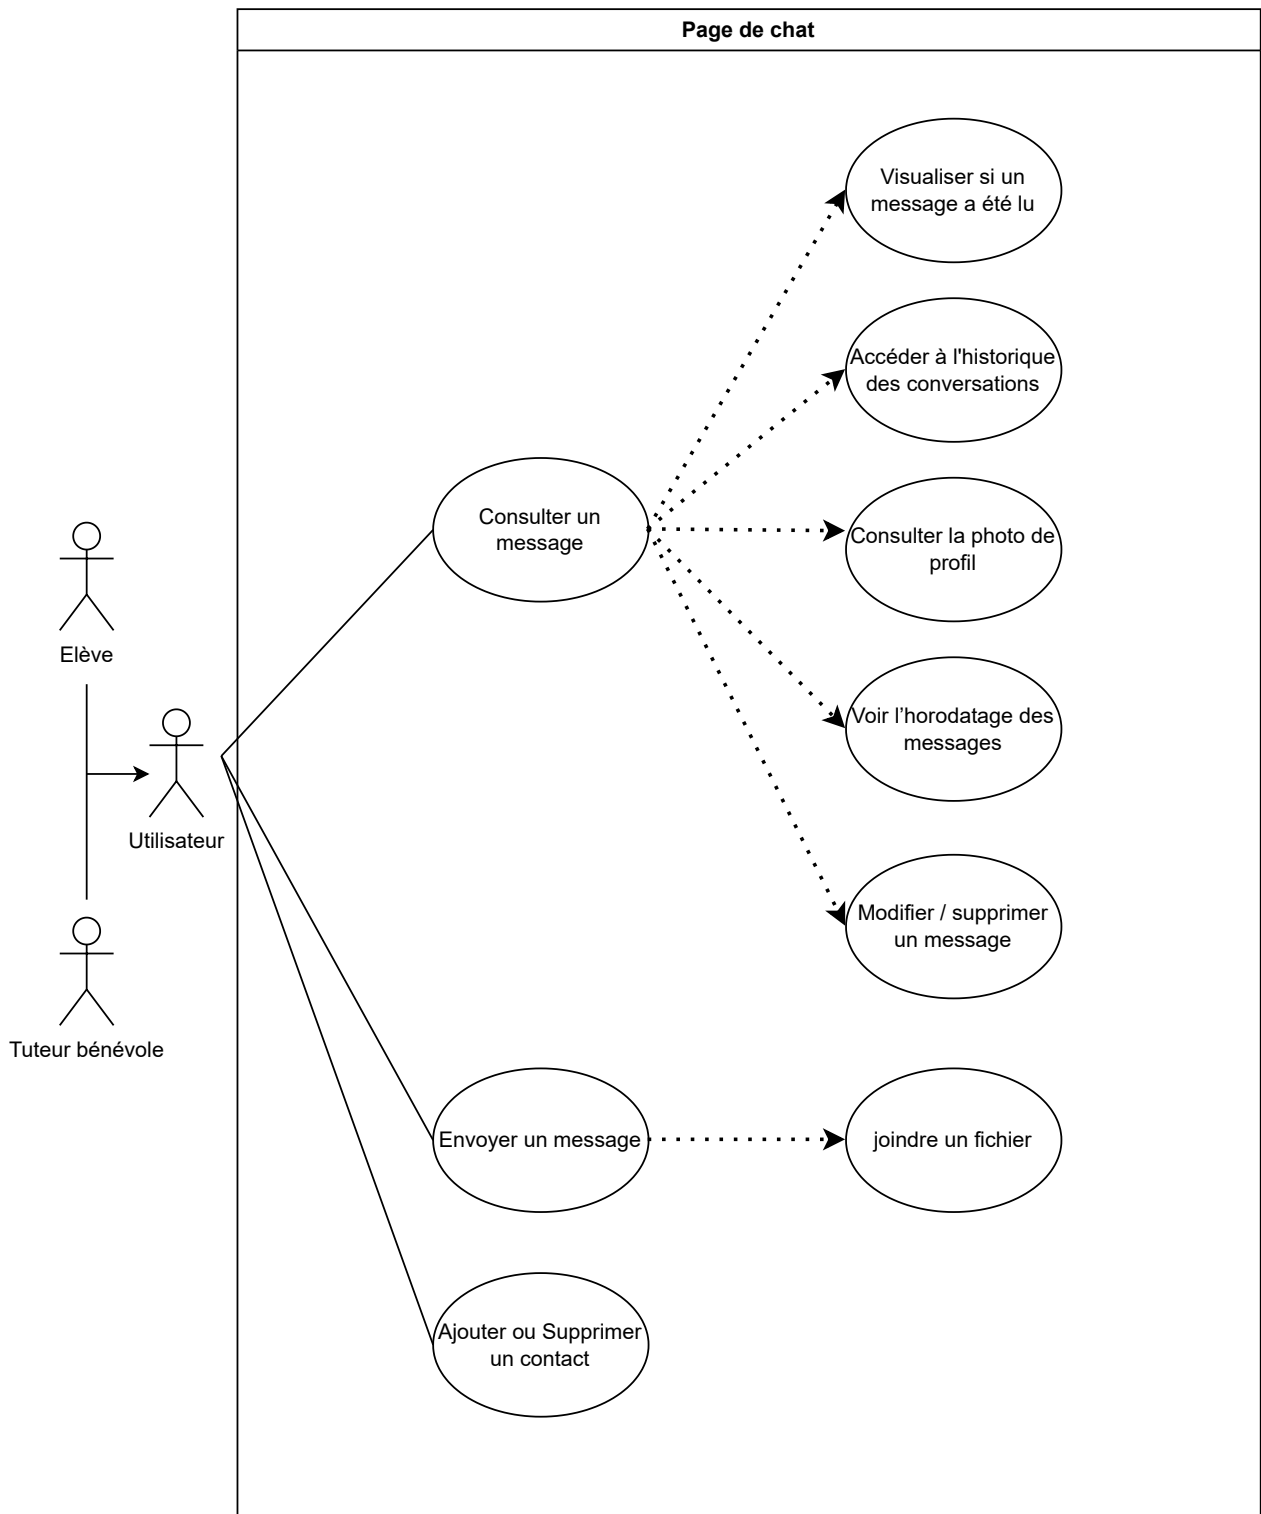 Page de chat
Visualiser si un
message a été lu
Accéder à l'historique
des conversations
Consulter un
message
Consulter la photo de
profil
Elève
Voir l’horodatage des
messages
Utilisateur
Modifier / supprimer
un message
Tuteur bénévole
Envoyer un message
joindre un fichier
Ajouter ou Supprimer
un contact